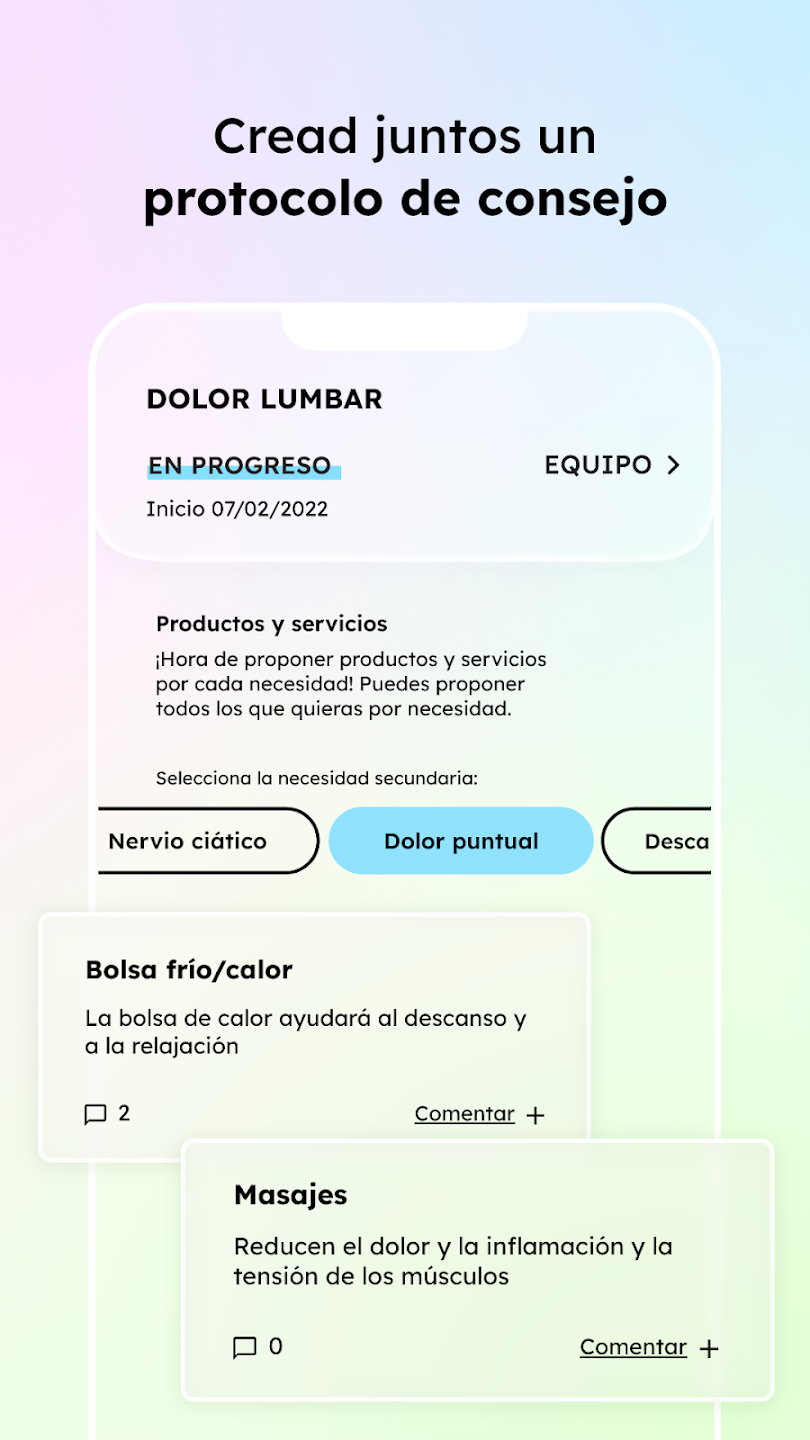 Cread juntos un
protocolo de consejo
DOLOR LUMBAR
EN PROGRESO
EQUIPO
Inicio 07/02/2022
Productos y servicios
¡Hora de proponer productos y servicios
por cada necesidad! Puedes proponer
todos los que quieras por necesidad.
Selecciona la necesidad secundaria:
Nervio ciático
Dolor puntual
Desca
Bolsa frío/calor
La bolsa de calor ayudará al descanso y
a la relajación
2
Comentar +
Masajes
Reducen el dolor y la inflamación y la
tensión de los músculos
0
Comentar +